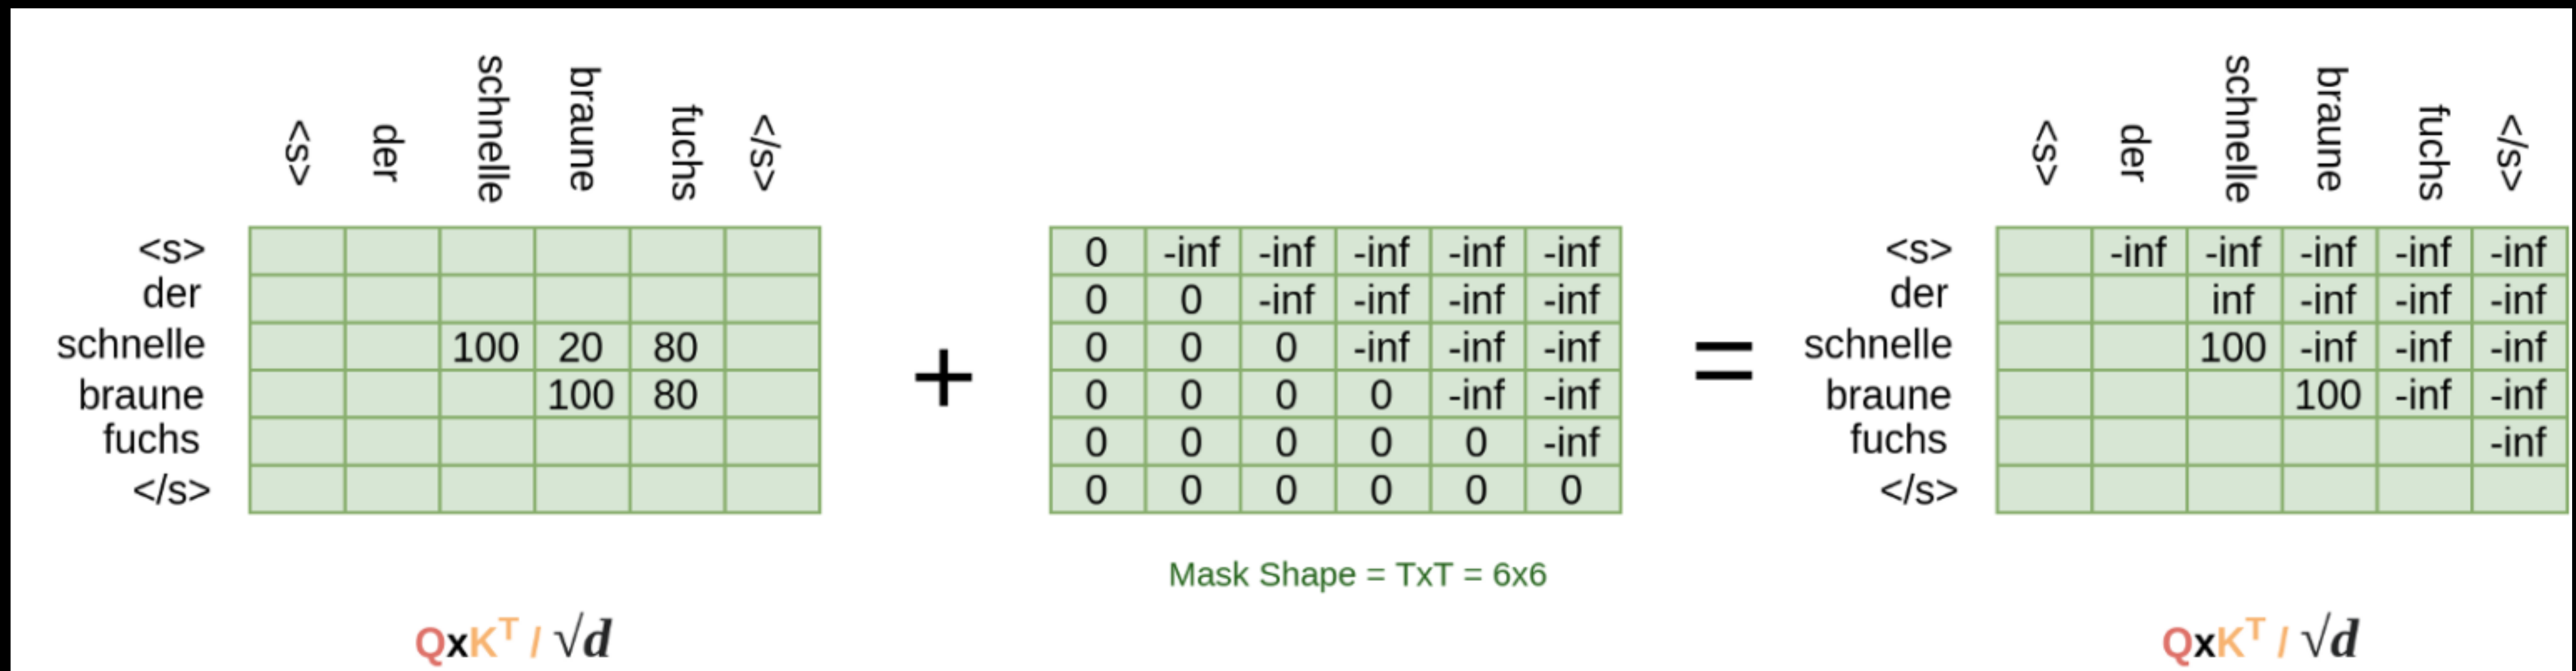 <s> der schnelle braune fuchs </s> <s> der schnelle braune fuchs </s>
<s> 0 -inf -inf -inf -inf -inf <s> -inf -inf -inf -inf -inf
der 0 0 -inf -inf -inf -inf der inf -inf -inf -inf
schnelle 100 20 80 0 0 0 -inf -inf -inf schnelle 100 -inf -inf -inf
braune 100 80 + 0 0 0 0 -inf -inf = braune 100 -inf -inf
fuchs 0 0 0 0 0 -inf fuchs -inf
</s> 0 0 0 0 0 0 </s>
Mask Shape = TxT = 6x6
QxK^T / √d QxK^T / √d